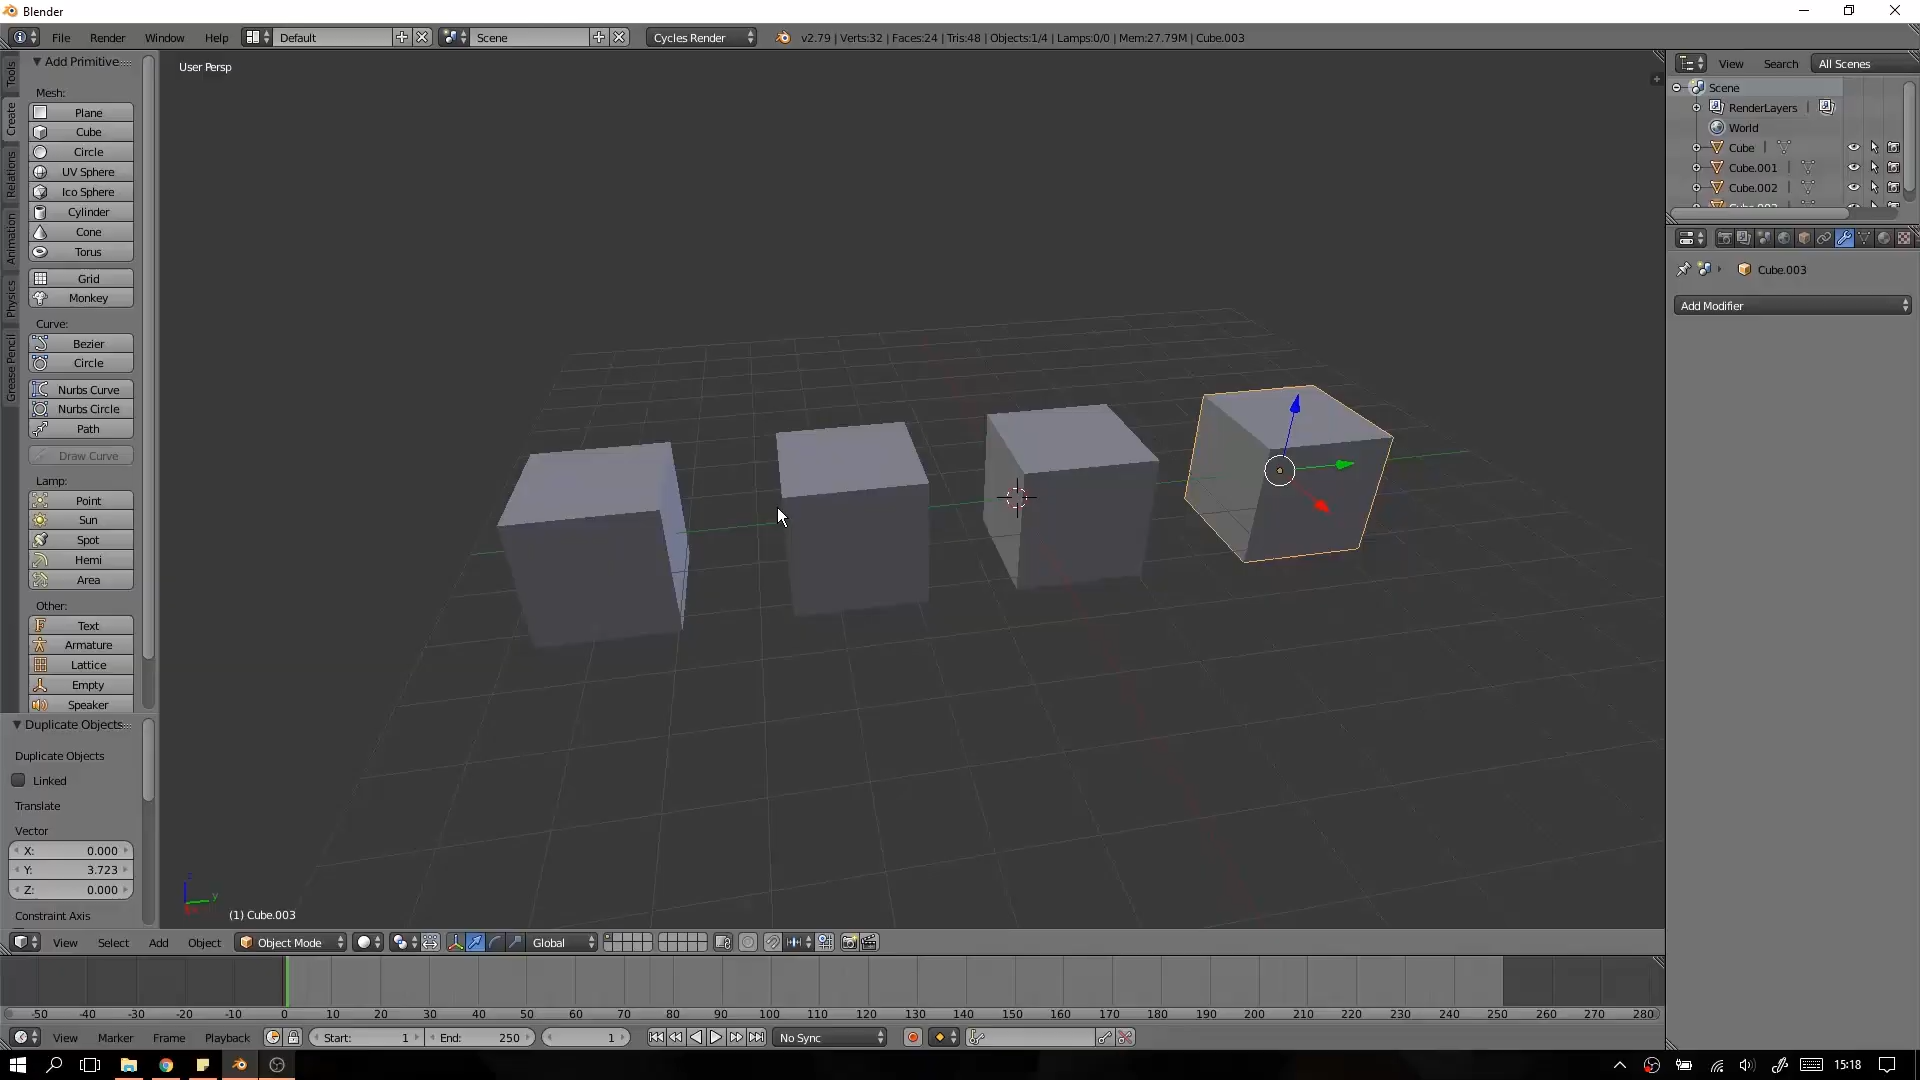 Blender
File Render Window Help Default Scene Cycles Render v2.79 | Verts:32 | Faces:24 | Tris:48 | Objects:1/4 | Lamps:0/0 | Mem:27.79M | Cube.003
Tools
Create
Relations
Animation
Physics
Grease Pencil
Add Primitive
Mesh:
Plane
Cube
Circle
UV Sphere
Ico Sphere
Cylinder
Cone
Torus
Grid
Monkey
Curve:
Bezier
Circle
Nurbs Curve
Nurbs Circle
Path
Draw Curve
Lamp:
Point
Sun
Spot
Hemi
Area
Other:
Text
Armature
Lattice
Empty
Speaker
Duplicate Objects
Duplicate Objects
Linked
Translate
Vector
X: 0.000
Y: 3.723
Z: 0.000
Constraint Axis
User Persp
(1) Cube.003
View Search All Scenes
Scene
RenderLayers
World
Cube
Cube.001
Cube.002
Cube.003
Add Modifier
View Select Add Object Object Mode Global
-50 -40 -30 -20 -10 0 10 20 30 40 50 60 70 80 90 100 110 120 130 140 150 160 170 180 190 200 210 220 230 240 250 260 270 280
View Marker Frame Playback Start: 1 End: 250 1 No Sync
15:18